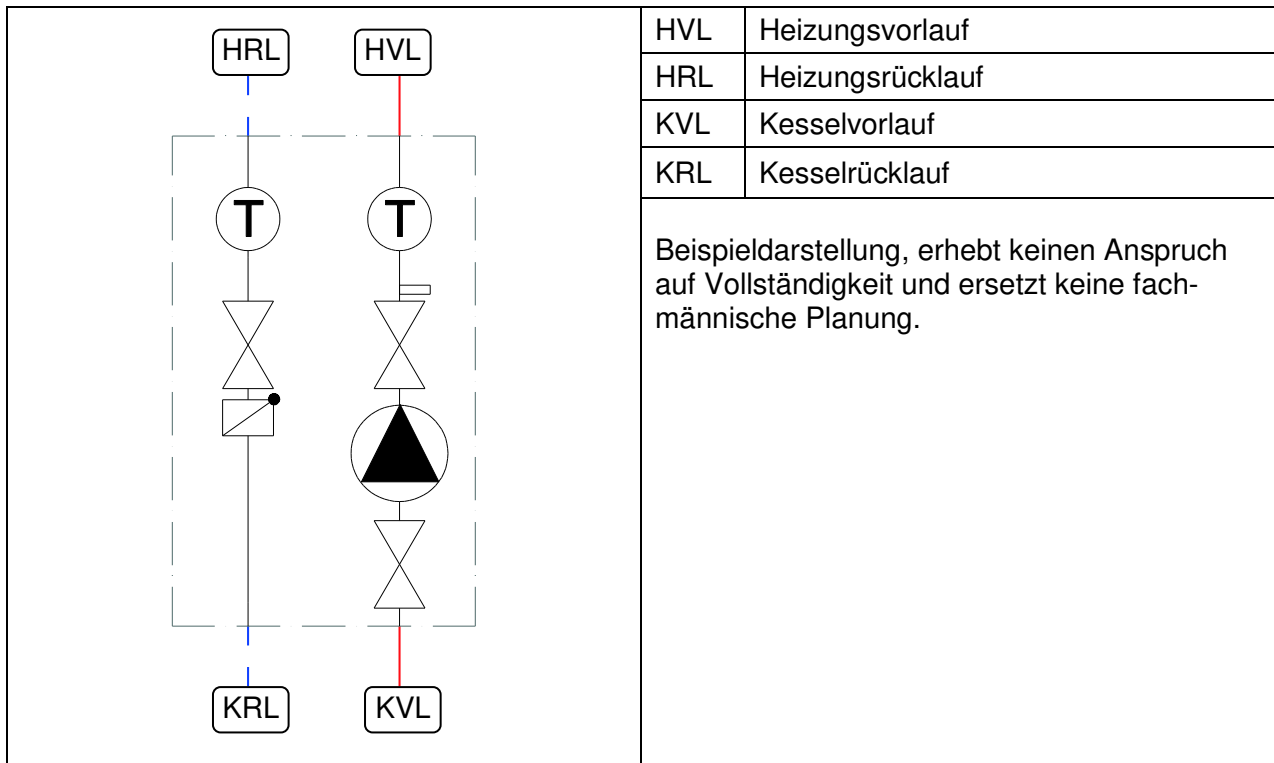 HRL HVL
T T
KRL KVL
HVL Heizungsvorlauf
HRL Heizungsrücklauf
KVL Kesselvorlauf
KRL Kesselrücklauf
Beispieldarstellung, erhebt keinen Anspruch
auf Vollständigkeit und ersetzt keine fach-
männische Planung.